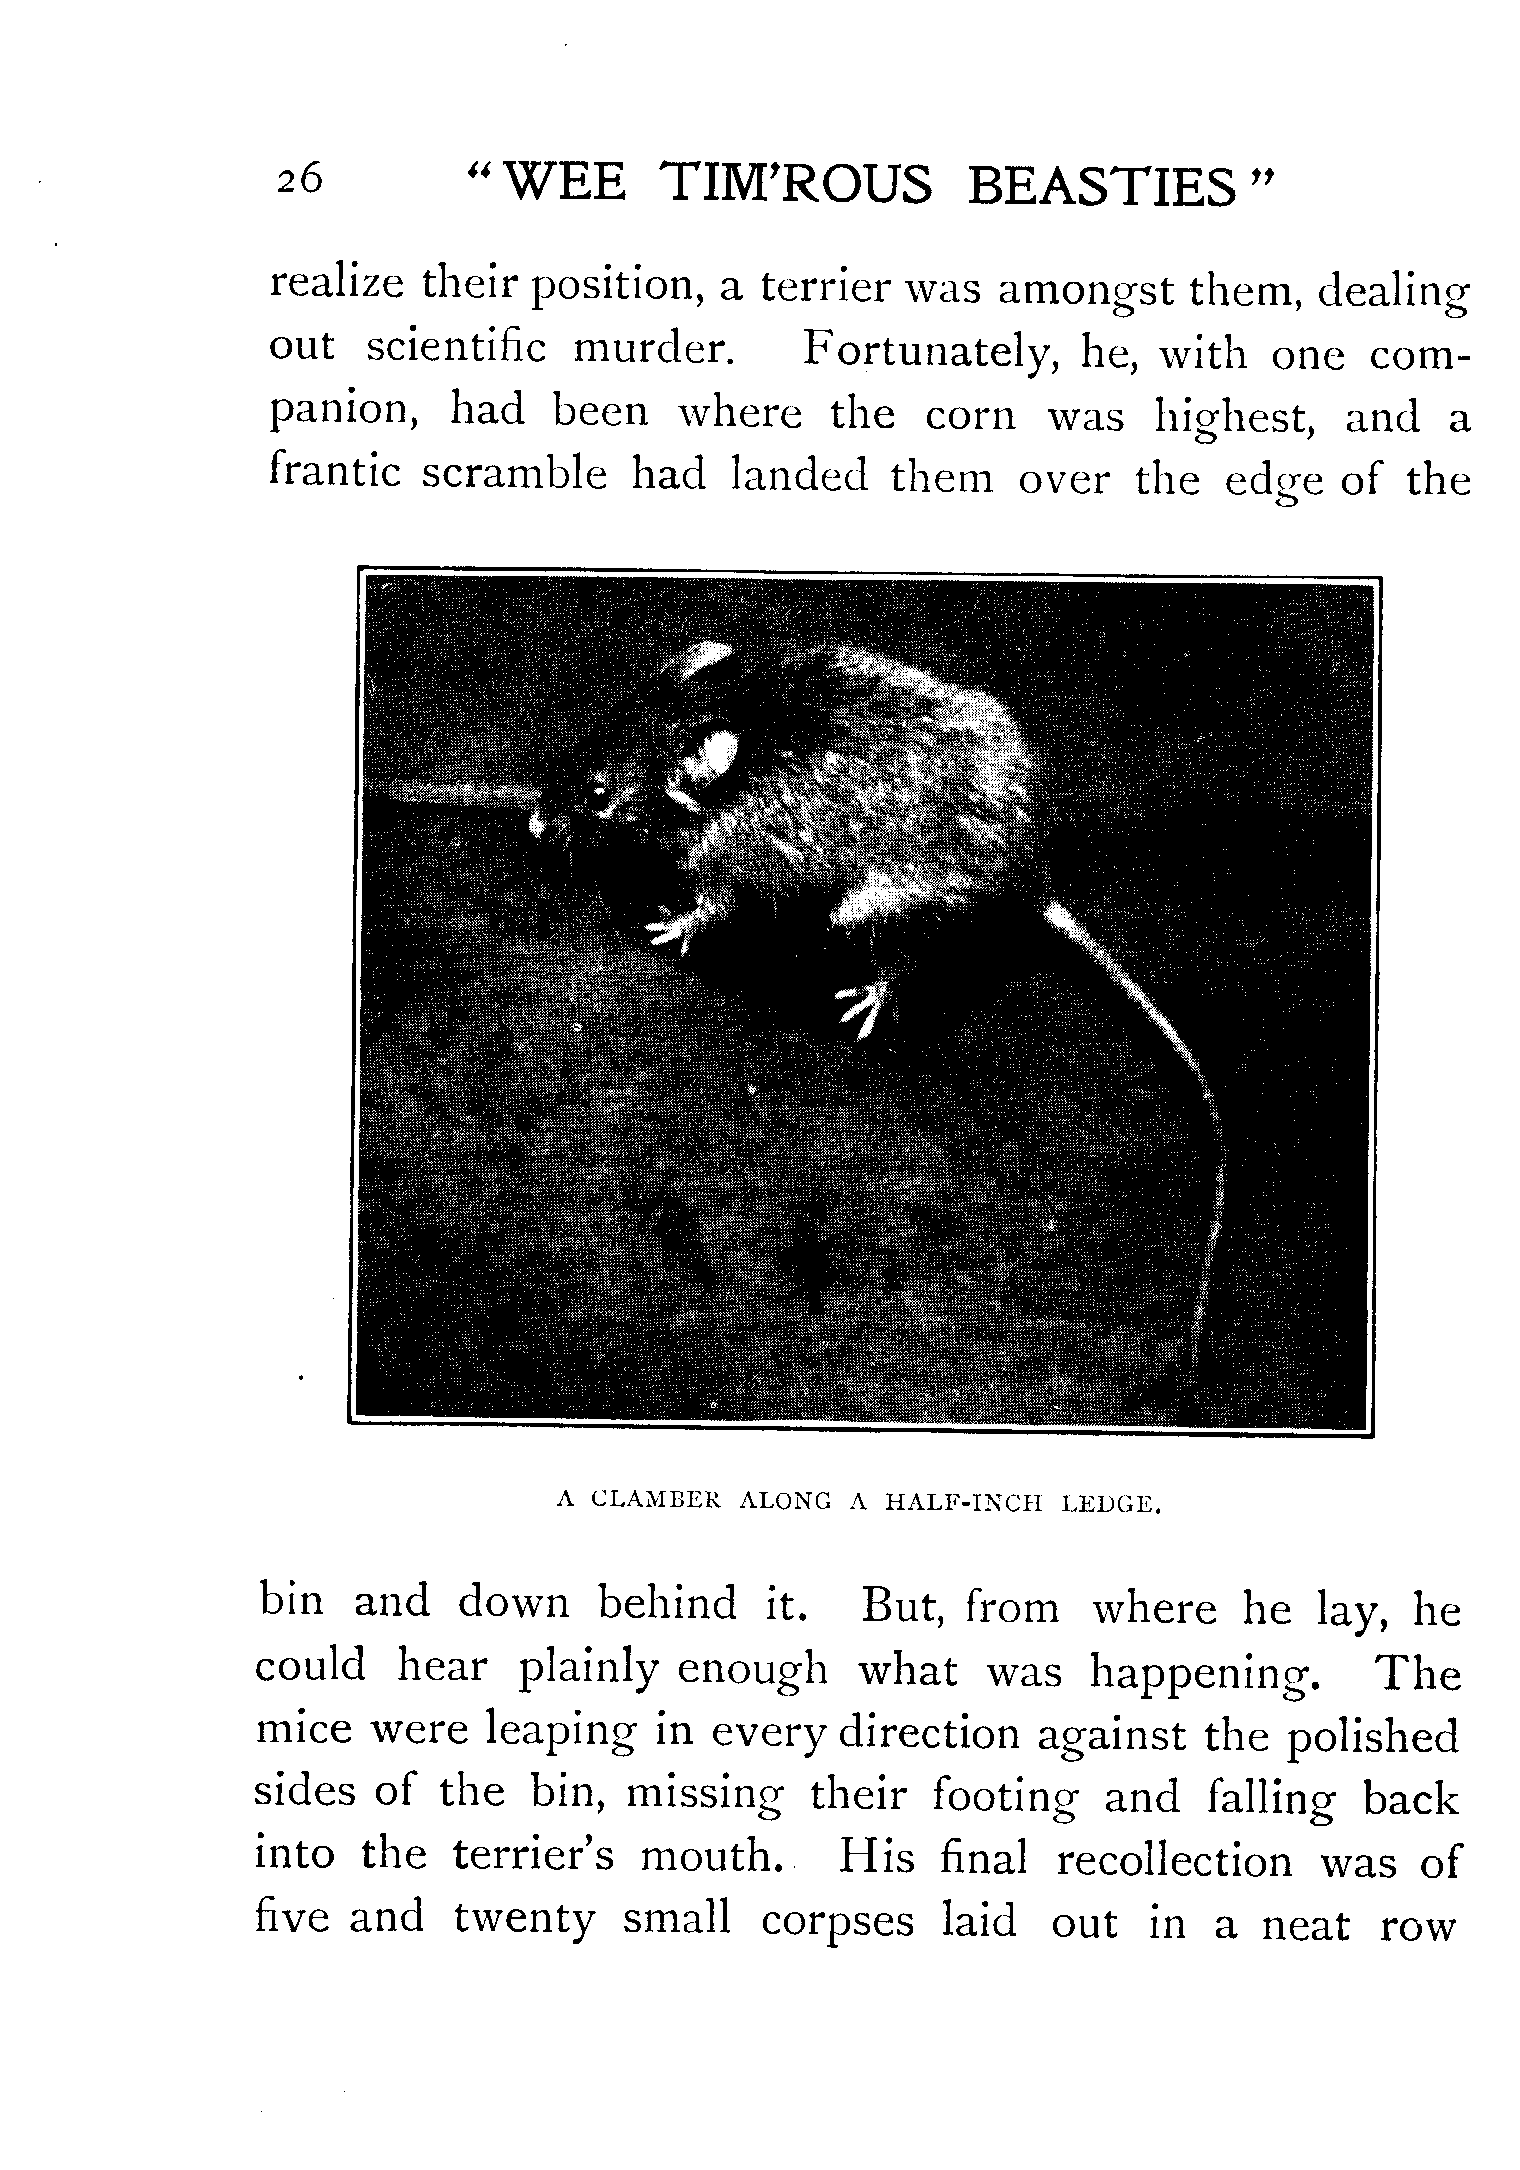 26 "WEE TIM'ROUS BEASTIES"
realize their position, a terrier was amongst them, dealing
out scientific murder. Fortunately, he, with one com-
panion, had been where the corn was highest, and a
frantic scramble had landed them over the edge of the
A CLAMBER ALONG A HALF-INCH LEDGE.
bin and down behind it. But, from where he lay, he
could hear plainly enough what was happening. The
mice were leaping in every direction against the polished
sides of the bin, missing their footing and falling back
into the terrier's mouth. His final recollection was of
five and twenty small corpses laid out in a neat row